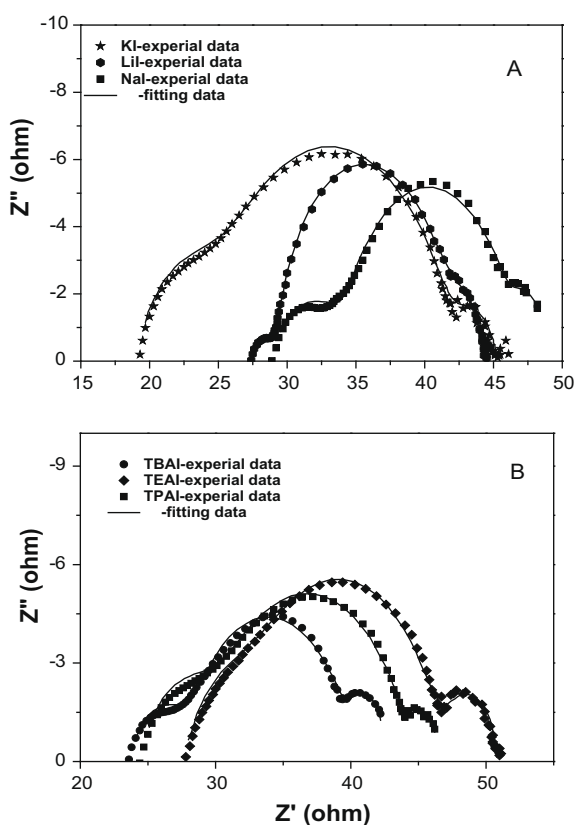 -10
-8
-6
-4
-2
0
Z'' (ohm)
KI-experial data
LiI-experial data
NaI-experial data
-fitting data
A
15 20 25 30 35 40 45 50
-9
-6
-3
0
Z'' (ohm)
TBAI-experial data
TEAI-experial data
TPAI-experial data
-fitting data
B
20 30 40 50
Z' (ohm)